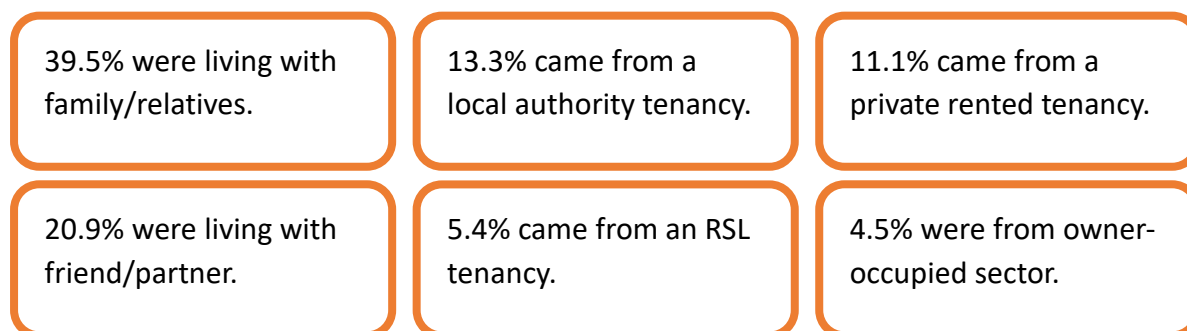 39.5% were living with
family/relatives.
13.3% came from a
local authority tenancy.
11.1% came from a
private rented tenancy.
20.9% were living with
friend/partner.
5.4% came from an RSL
tenancy.
4.5% were from owner-
occupied sector.